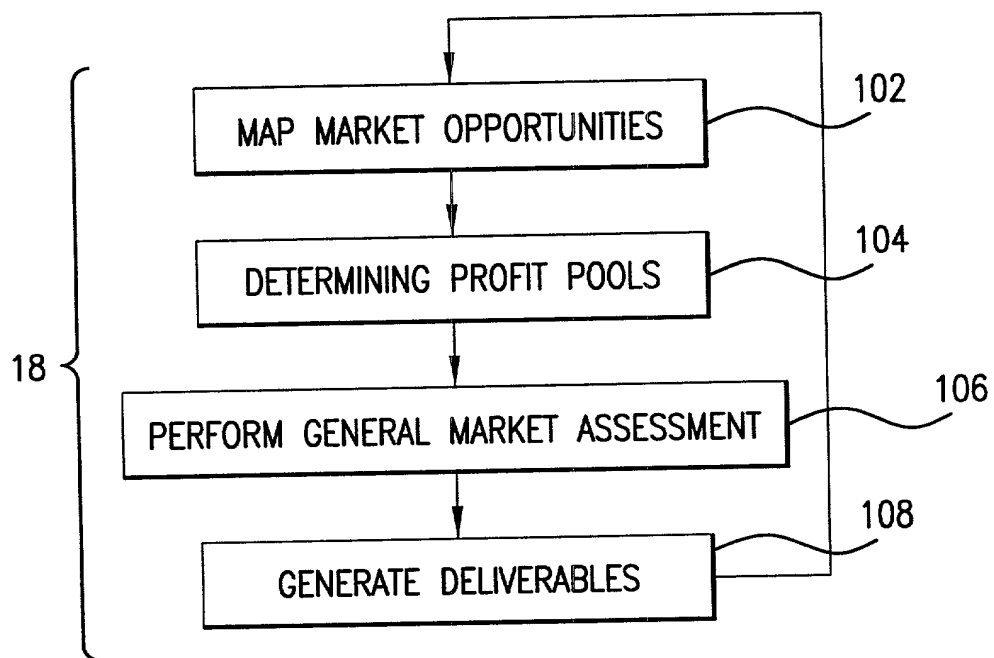 MAP MARKET OPPORTUNITIES
102
DETERMINING PROFIT POOLS
104
18
PERFORM GENERAL MARKET ASSESSMENT
106
GENERATE DELIVERABLES
108